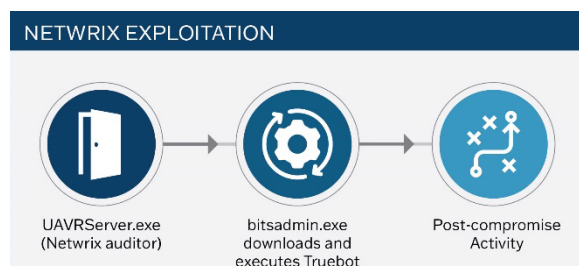 NETWRIX EXPLOITATION
UAVRServer.exe
(Netwrix auditor)
bitsadmin.exe
downloads and
executes Truebot
Post-compromise
Activity